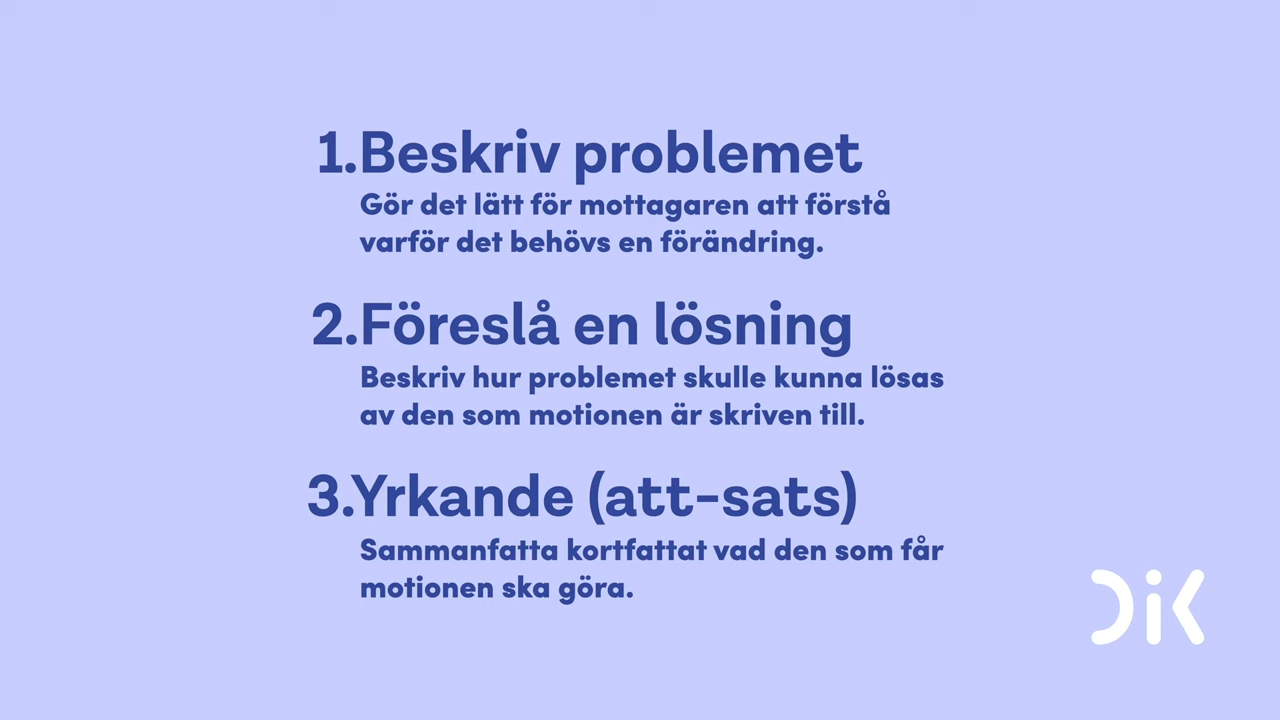 1.Beskriv problemet
Gör det lätt för mottagaren att förstå
varför det behövs en förändring.
2.Föreslå en lösning
Beskriv hur problemet skulle kunna lösas
av den som motionen är skriven till.
3.Yrkande (att-sats)
Sammanfatta kortfattat vad den som får
motionen ska göra.
DiK